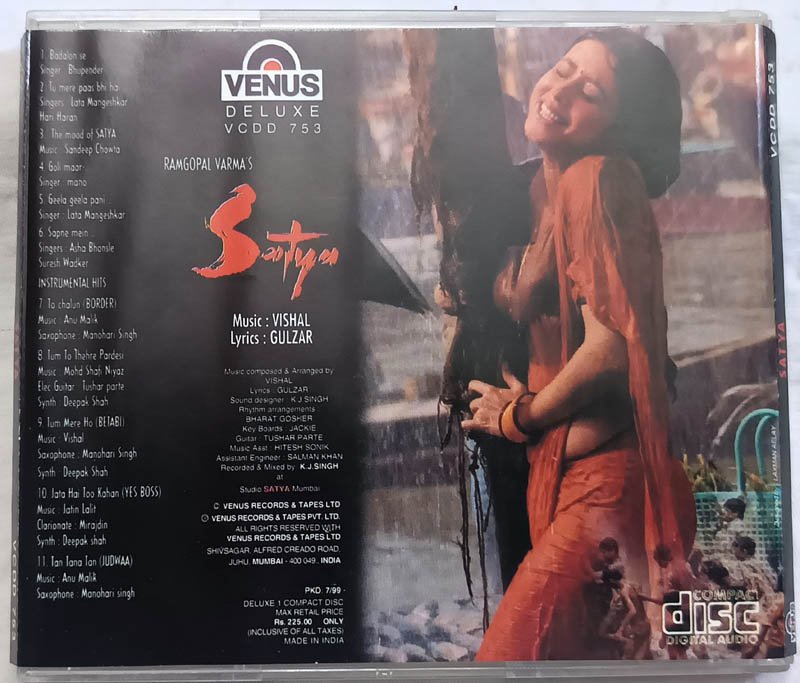 1. Badalon se
Singer : Bhupender
2. Tu mere paas bhi hai
Singers : Lata Mangeshkar
Hari Haran
3. The mood of SATYA
Music : Sandeep Chowta
4. Goli maar
Singer : mano
5. Geela geela pani ..
Singer : Lata Mangeshkar
6. Sapne mein ..
Singers : Asha Bhonsle
Suresh Wadker
INSTRUMENTAL HITS
7. To chalun (BORDER)
Music : Anu Malik
Saxophone : Manohari Singh
8. Tum To Thehre Pardesi
Music : Mohd Shafi Niyaz
Elec Guitar : Tushar parte
Synth : Deepak Shah
9. Tum Mere Ho (BETABI)
Music : Vishal
Saxophone : Manohari Singh
Synth : Deepak Shah
10. Jata Hai Too Kahan (YES BOSS)
Music : Jatin Lalit
Clarionate : Mirajdin
Synth : Deepak shah
11. Tan Tana Tan (JUDWAA)
Music : Anu Malik
Saxophone : Manohari singh
VENUS
DELUXE
VCDD 753
RAMGOPAL VARMA'S
Satya
Music : VISHAL
Lyrics : GULZAR
Music composed & Arranged by
VISHAL
Lyrics : GULZAR
Sound designer : K.J.SINGH
Rhythm arrangements
BHARAT GOSHER
Key Boards : JACKIE
Guitar : TUSHAR PARTE
Music Asst : HITESH SONIK
Assistant Engineer : SALMAN KHAN
Recorded & Mixed by K.J.SINGH
at
Studio SATYA Mumbai
© VENUS RECORDS & TAPES LTD
℗ VENUS RECORDS & TAPES PVT. LTD.
ALL RIGHTS RESERVED WITH
VENUS RECORDS & TAPES LTD
SHIVSAGAR, ALFRED CREADO ROAD,
JUHU, MUMBAI - 400 049., INDIA
PKD. 7/99 -
DELUXE 1 COMPACT DISC
MAX RETAIL PRICE
Rs. 225.00 ONLY
(INCLUSIVE OF ALL TAXES)
MADE IN INDIA
COMPACT
disc
DIGITAL AUDIO
VCDD 753
SATYA
VENUS
VCDD 753